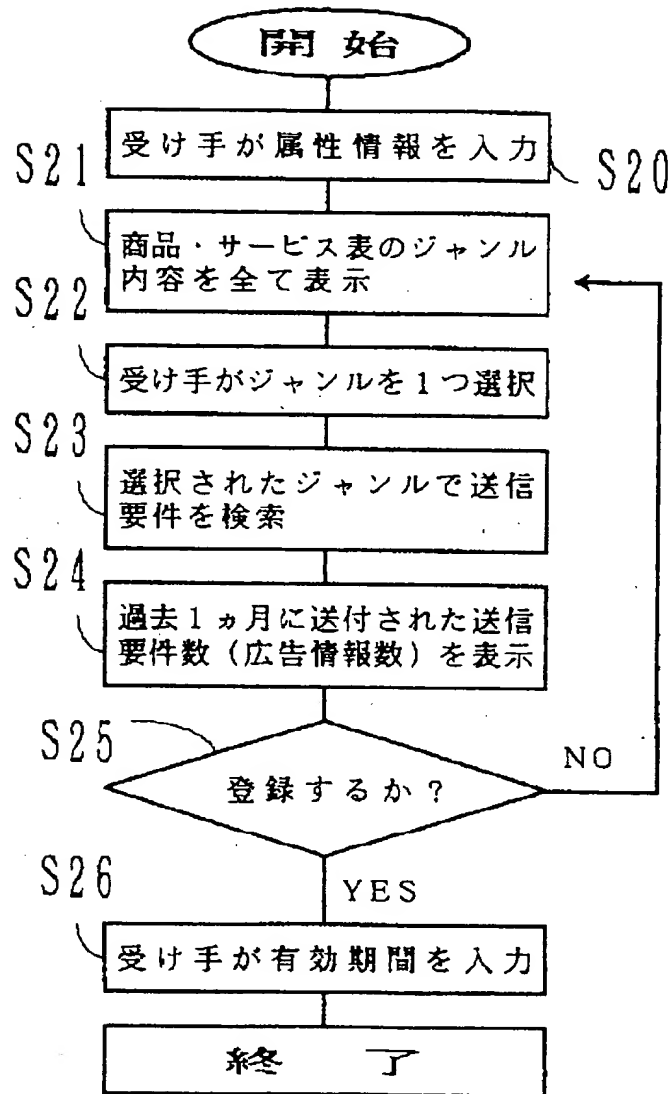 開始
受け手が属性情報を入力
S20
S21
商品・サービス表のジャンル
内容を全て表示
S22
受け手がジャンルを1つ選択
S23
選択されたジャンルで送信
要件を検索
S24
過去1ヵ月に送付された送信
要件数（広告情報数）を表示
S25
登録するか？
NO
YES
S26
受け手が有効期間を入力
終了